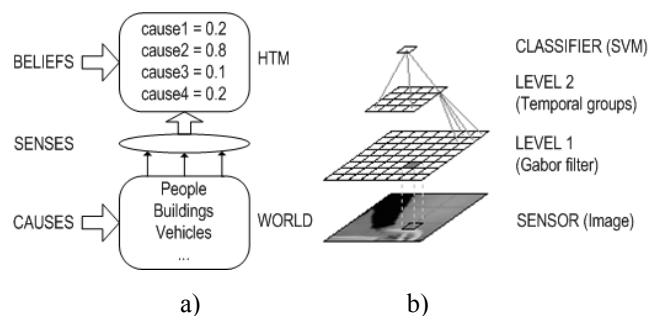 BELIEFS
cause1 = 0.2
cause2 = 0.8
cause3 = 0.1
cause4 = 0.2
HTM
SENSES
CAUSES
People
Buildings
Vehicles
...
WORLD
a)
CLASSIFIER (SVM)
LEVEL 2
(Temporal groups)
LEVEL 1
(Gabor filter)
SENSOR (Image)
b)